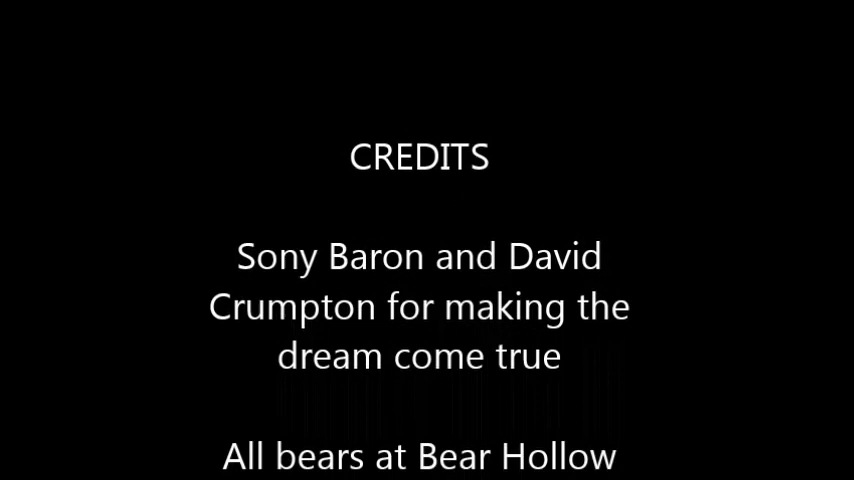 CREDITS
Sony Baron and David
Crumpton for making the
dream come true
All bears at Bear Hollow